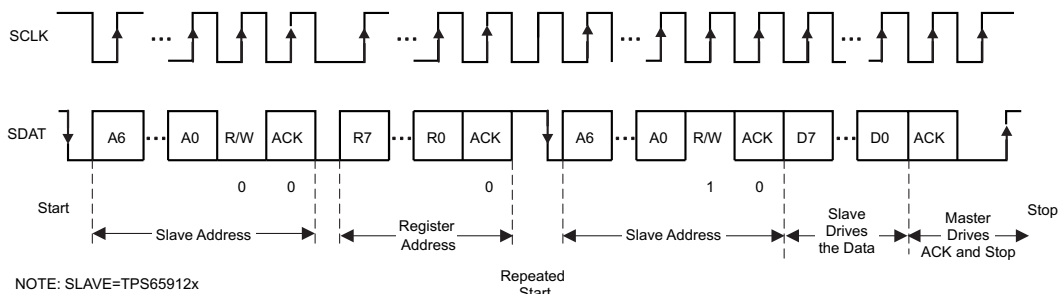 SCLK
... ... ... ...
SDAT A6 ... A0 R/W ACK R7 ... R0 ACK A6 ... A0 R/W ACK D7 ... D0 ACK
0 0 0 1 0
Start
Slave Address
Register
Address
Slave Address
Slave
Drives
the Data
Master
Drives
ACK and Stop
Stop
Repeated
Start
NOTE: SLAVE=TPS65912x